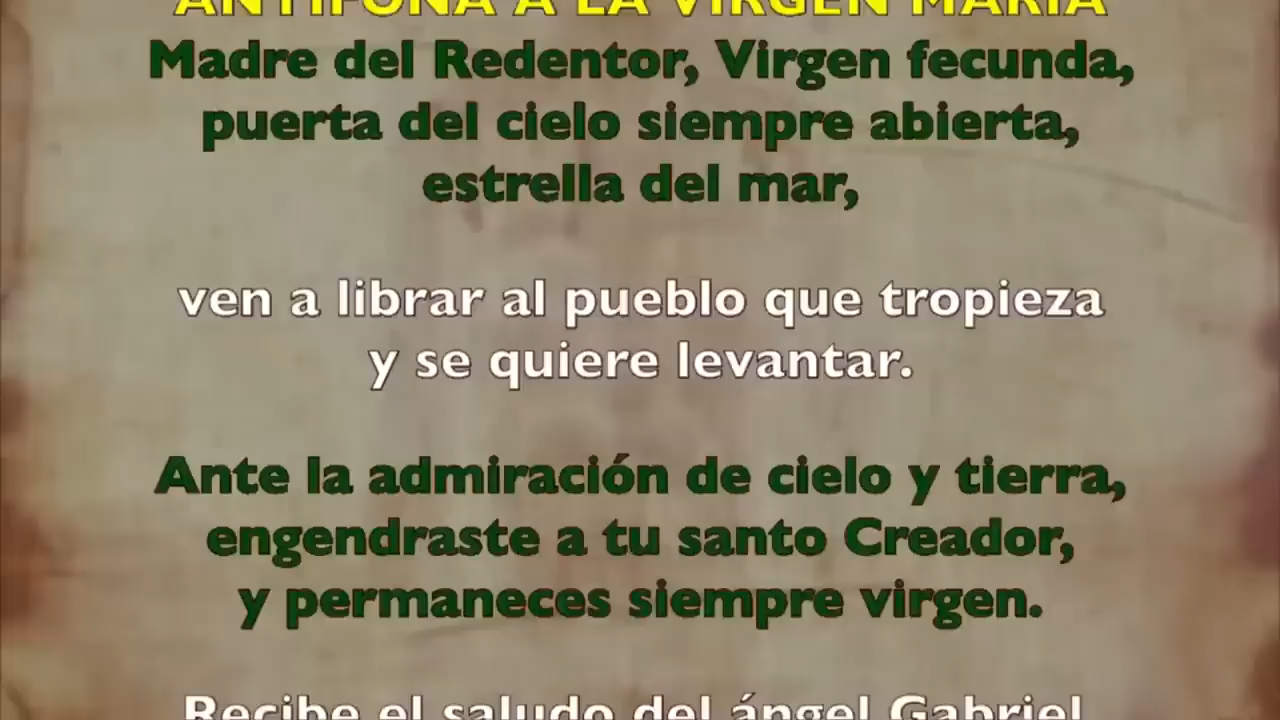 ANTÍFONA A LA VIRGEN MARÍA
Madre del Redentor, Virgen fecunda,
puerta del cielo siempre abierta,
estrella del mar,
ven a librar al pueblo que tropieza
y se quiere levantar.
Ante la admiración de cielo y tierra,
engendraste a tu santo Creador,
y permaneces siempre virgen.
Recibe el saludo del ángel Gabriel